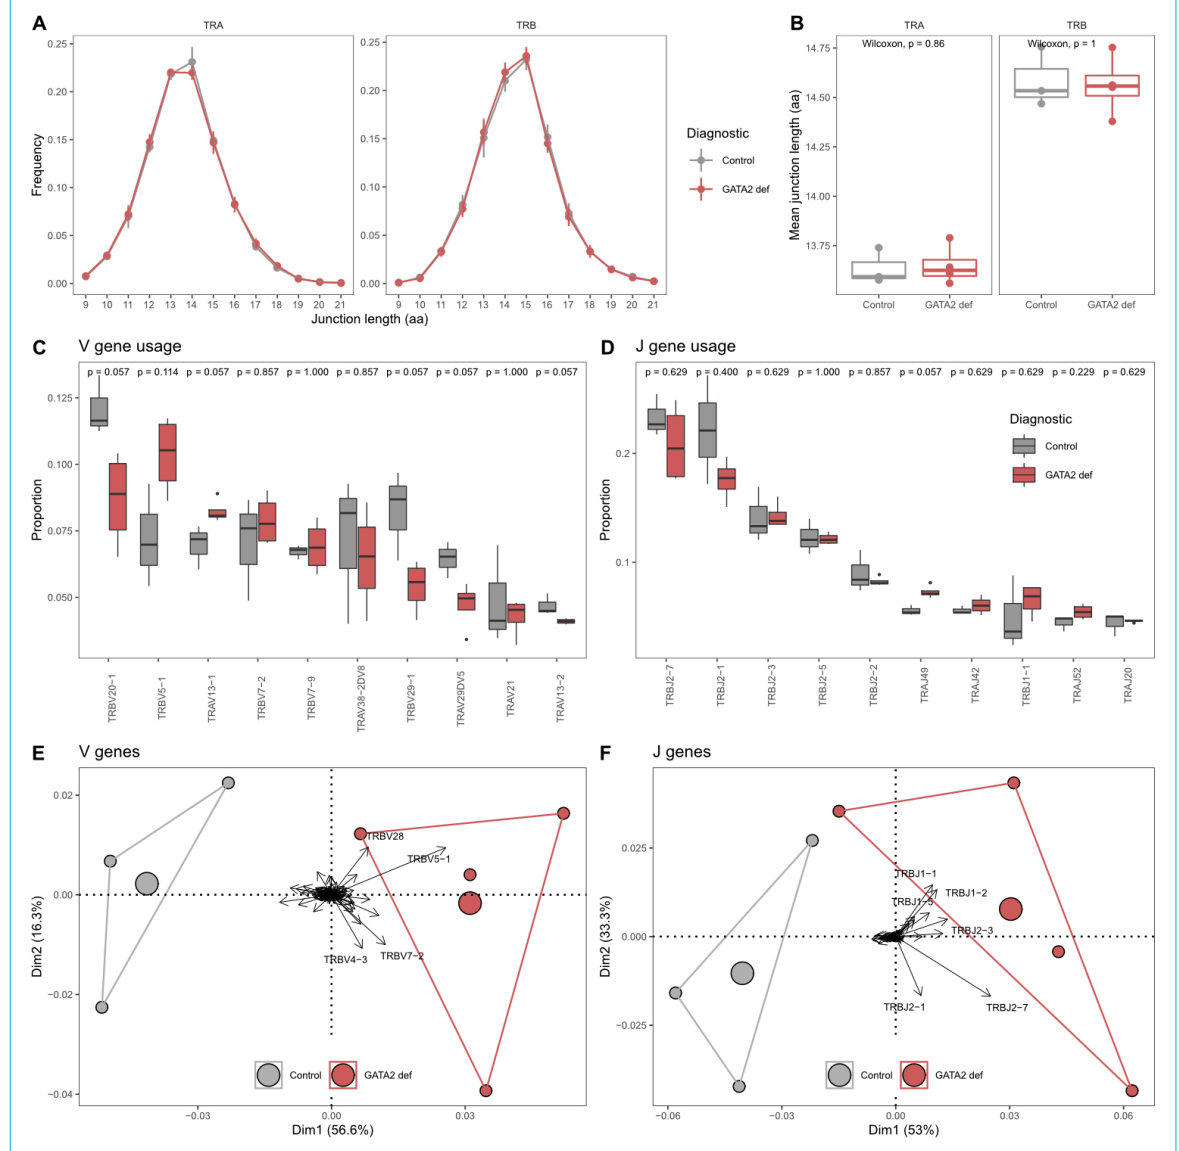 A
TRA
TRB
Frequency
0.25
0.20
0.15
0.10
0.05
0.00
0.25
0.20
0.15
0.10
0.05
0.00
9 10 11 12 13 14 15 16 17 18 19 20 21
9 10 11 12 13 14 15 16 17 18 19 20 21
Junction length (aa)
Diagnostic
Control
GATA2 def
B
TRA
TRB
Wilcoxon, p = 0.86
Wilcoxon, p = 1
Mean junction length (aa)
14.75
14.50
14.25
14.00
13.75
Control GATA2 def
Control GATA2 def
C
V gene usage
p = 0.057 p = 0.114 p = 0.057 p = 0.857 p = 1.000 p = 0.857 p = 0.057 p = 0.057 p = 1.000 p = 0.057
Proportion
0.125
0.100
0.075
0.050
TRBV20−1
TRBV5−1
TRAV13−1
TRBV7−2
TRBV7−9
TRAV38−2DV8
TRBV29−1
TRAV29DV5
TRAV21
TRAV13−2
D
J gene usage
p = 0.629 p = 0.400 p = 0.629 p = 1.000 p = 0.857 p = 0.057 p = 0.629 p = 0.629 p = 0.229 p = 0.629
Proportion
0.2
0.1
Diagnostic
Control
GATA2 def
TRBJ2−7
TRBJ2−1
TRBJ2−3
TRBJ2−5
TRBJ2−2
TRAJ49
TRAJ42
TRBJ1−1
TRAJ52
TRAJ20
E
V genes
Dim2 (16.3%)
0.02
0.00
−0.02
−0.04
TRBV28
TRBV5−1
TRBV4−3
TRBV7−2
Control
GATA2 def
−0.03 0.00 0.03
Dim1 (56.6%)
F
J genes
Dim2 (33.3%)
0.025
0.000
−0.025
TRBJ1−1
TRBJ1−2
TRBJ1−5
TRBJ2−3
TRBJ2−1
TRBJ2−7
Control
GATA2 def
−0.06 −0.03 0.00 0.03 0.06
Dim1 (53%)